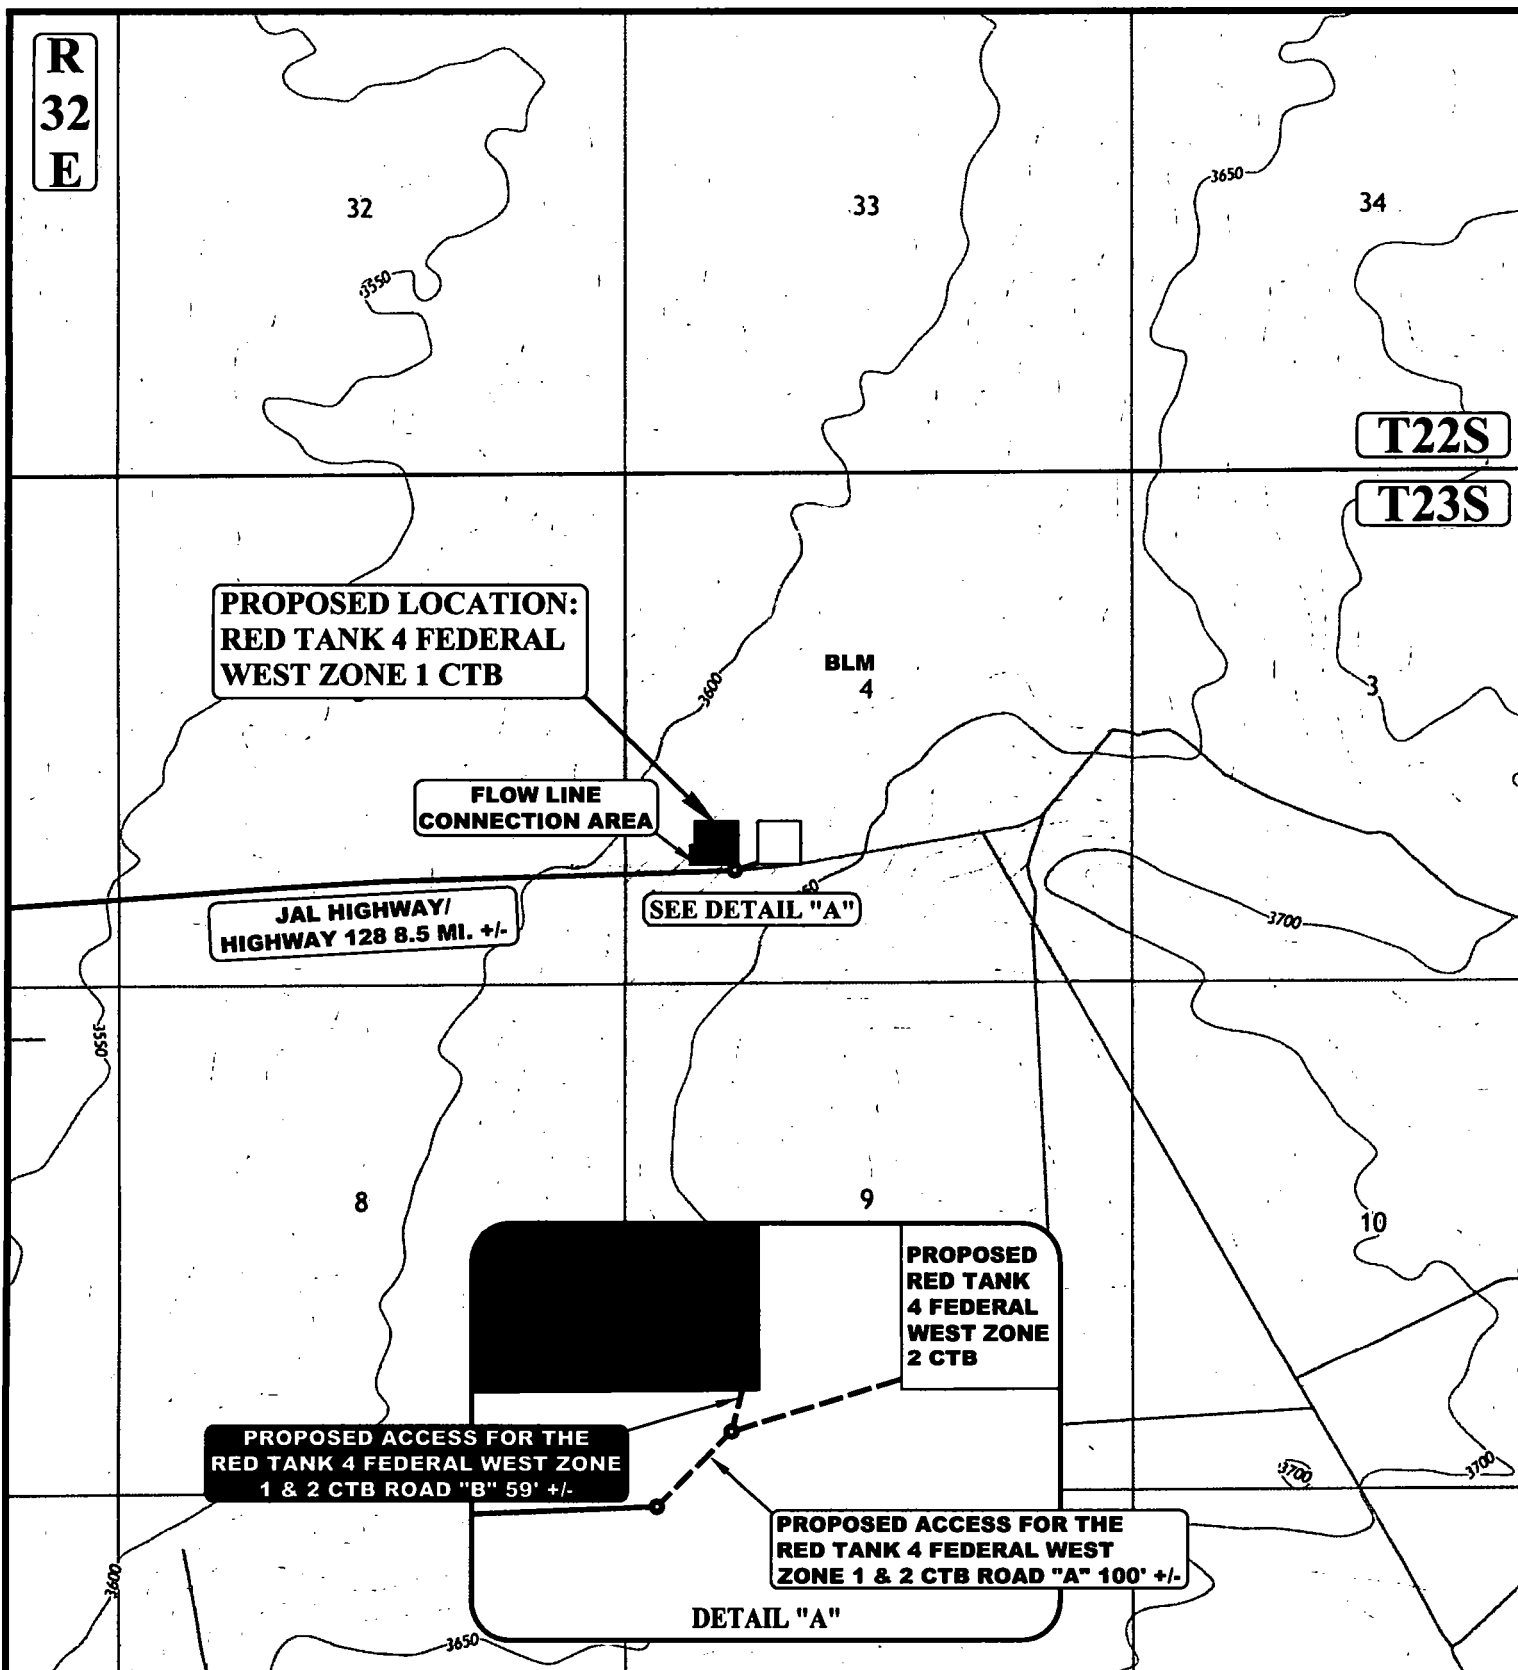 R
32
E
32
33
34
3650
3550
T22S
T23S
PROPOSED LOCATION:
RED TANK 4 FEDERAL
WEST ZONE 1 CTB
3600
BLM
4
3
FLOW LINE
CONNECTION AREA
JAL HIGHWAY/
HIGHWAY 128 8.5 MI. +/-
SEE DETAIL "A"
3700
3550
8
9
10
PROPOSED
RED TANK
4 FEDERAL
WEST ZONE
2 CTB
PROPOSED ACCESS FOR THE
RED TANK 4 FEDERAL WEST ZONE
1 & 2 CTB ROAD "B" 59' +/-
3700
3700
PROPOSED ACCESS FOR THE
RED TANK 4 FEDERAL WEST
ZONE 1 & 2 CTB ROAD "A" 100' +/-
3600
DETAIL "A"
3650